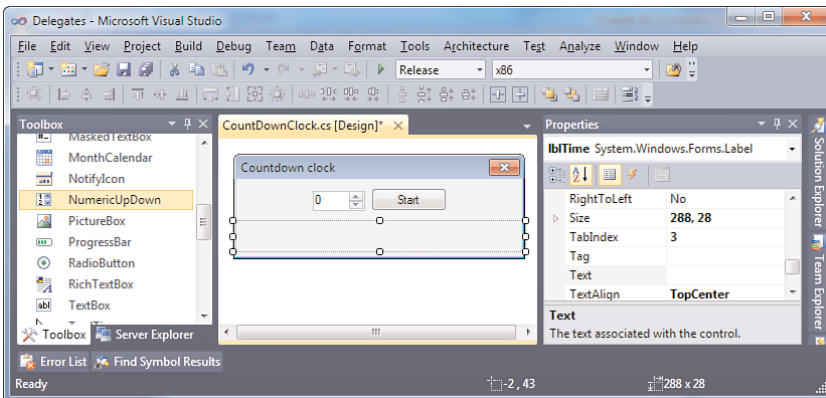 Delegates - Microsoft Visual Studio
File Edit View Project Build Debug Team Data Format Tools Architecture Test Analyze Window Help
Release x86
Toolbox
MaskedTextBox
MonthCalendar
NotifyIcon
NumericUpDown
PictureBox
ProgressBar
RadioButton
RichTextBox
TextBox
Toolbox Server Explorer
CountDownClock.cs [Design]*
Countdown clock
0 Start
Properties
lblTime System.Windows.Forms.Label
RightToLeft No
Size 288, 28
TabIndex 3
Tag
Text
TextAlign TopCenter
Text
The text associated with the control.
Solution Explorer
Team Explorer
Error List Find Symbol Results
Ready -2, 43 288 x 28